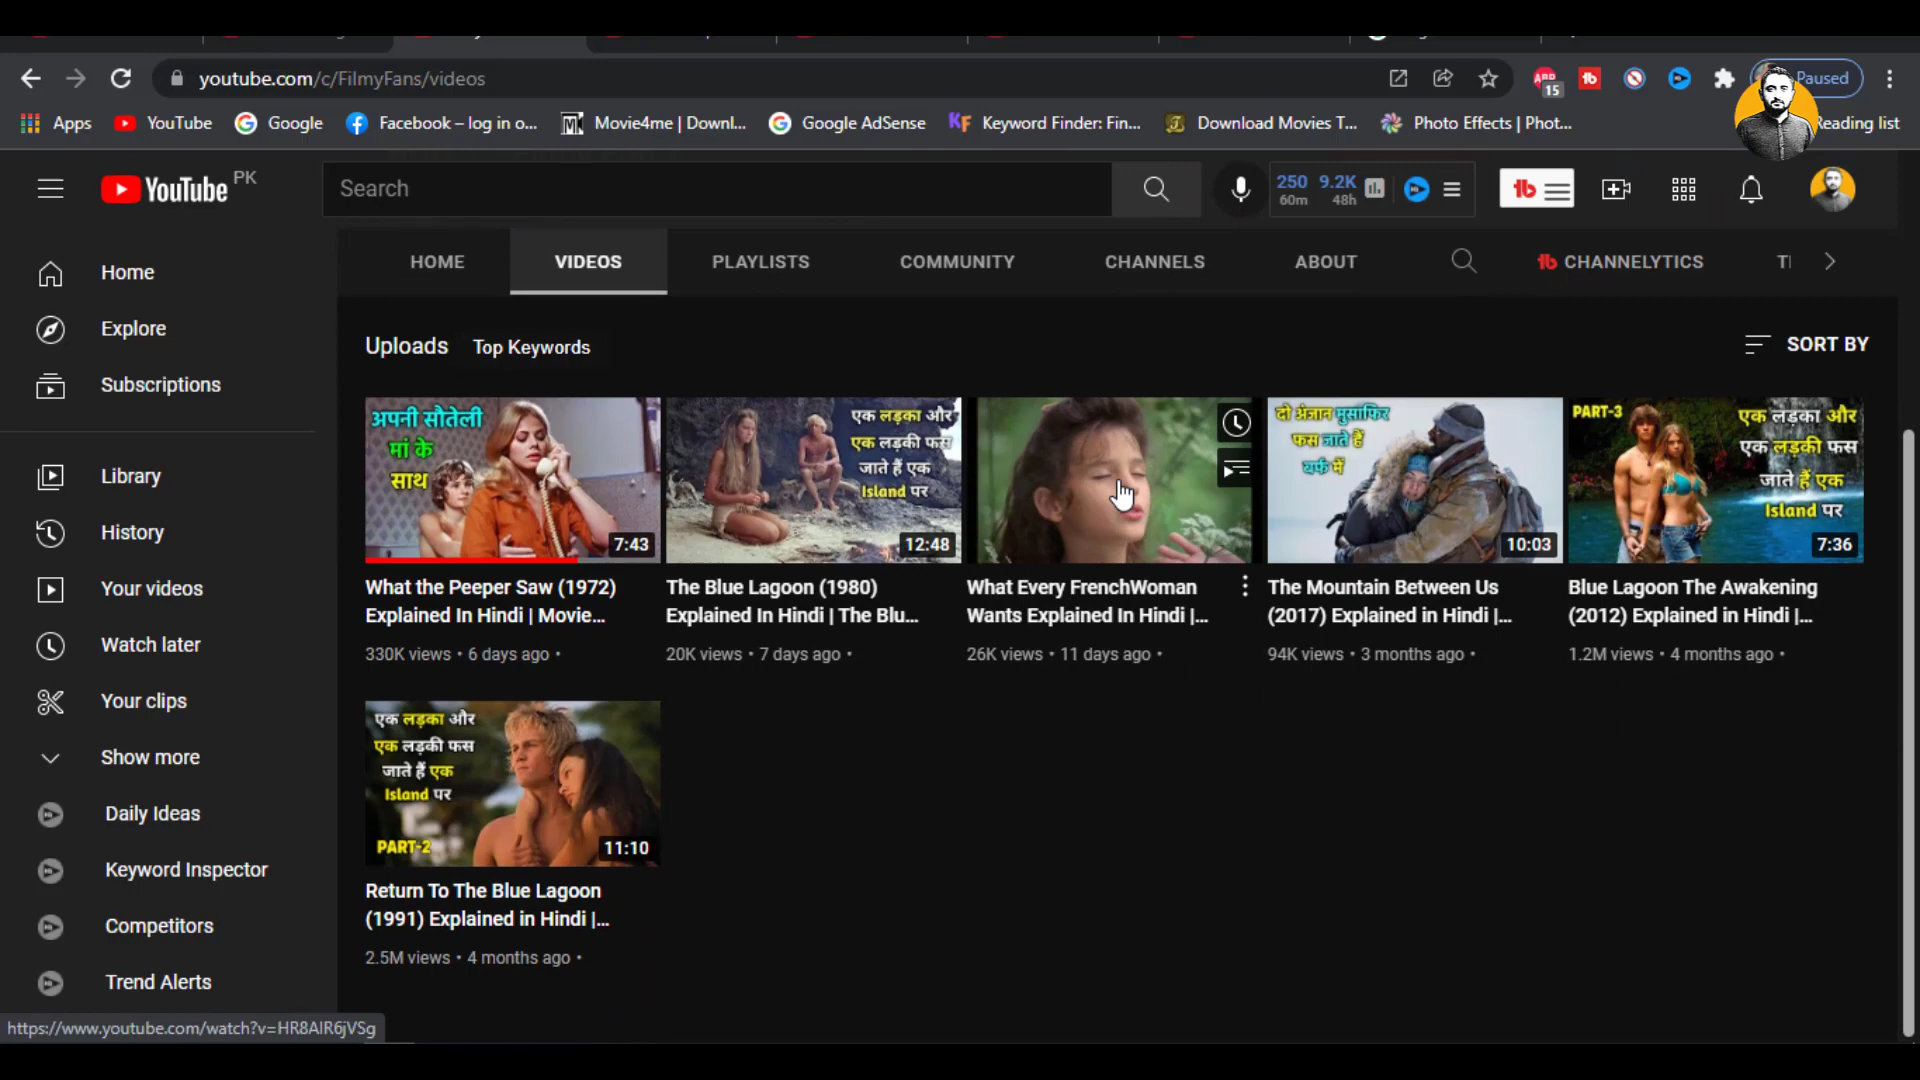 youtube.com/c/FilmyFans/videos
15
Paused
Apps
YouTube
Google
Facebook – log in o...
Movie4me | Downl...
Google AdSense
Keyword Finder: Fin...
Download Movies T...
Photo Effects | Phot...
Reading list
YouTube PK
Search
250 9.2K
60m 48h
HOME
VIDEOS
PLAYLISTS
COMMUNITY
CHANNELS
ABOUT
CHANNELYTICS
Home
Explore
Subscriptions
Library
History
Your videos
Watch later
Your clips
Show more
Daily Ideas
Keyword Inspector
Competitors
Trend Alerts
Uploads
Top Keywords
SORT BY
अपनी सौतेली
मां के
साथ
7:43
What the Peeper Saw (1972)
Explained In Hindi | Movie...
330K views • 6 days ago •
एक लड़का और
एक लड़की फस
जाते हैं एक
Island पर
12:48
The Blue Lagoon (1980)
Explained In Hindi | The Blu...
20K views • 7 days ago •
What Every FrenchWoman
Wants Explained In Hindi |...
26K views • 11 days ago •
दो अंजान मुसाफिर
फस जाते हैं
बर्फ में
10:03
The Mountain Between Us
(2017) Explained in Hindi |...
94K views • 3 months ago •
PART-3
एक लड़का और
एक लड़की फस
जाते हैं एक
Island पर
7:36
Blue Lagoon The Awakening
(2012) Explained in Hindi |...
1.2M views • 4 months ago •
एक लड़का और
एक लड़की फस
जाते हैं एक
Island पर
PART-2
11:10
Return To The Blue Lagoon
(1991) Explained in Hindi |...
2.5M views • 4 months ago •
https://www.youtube.com/watch?v=HR8AIR6jVSg